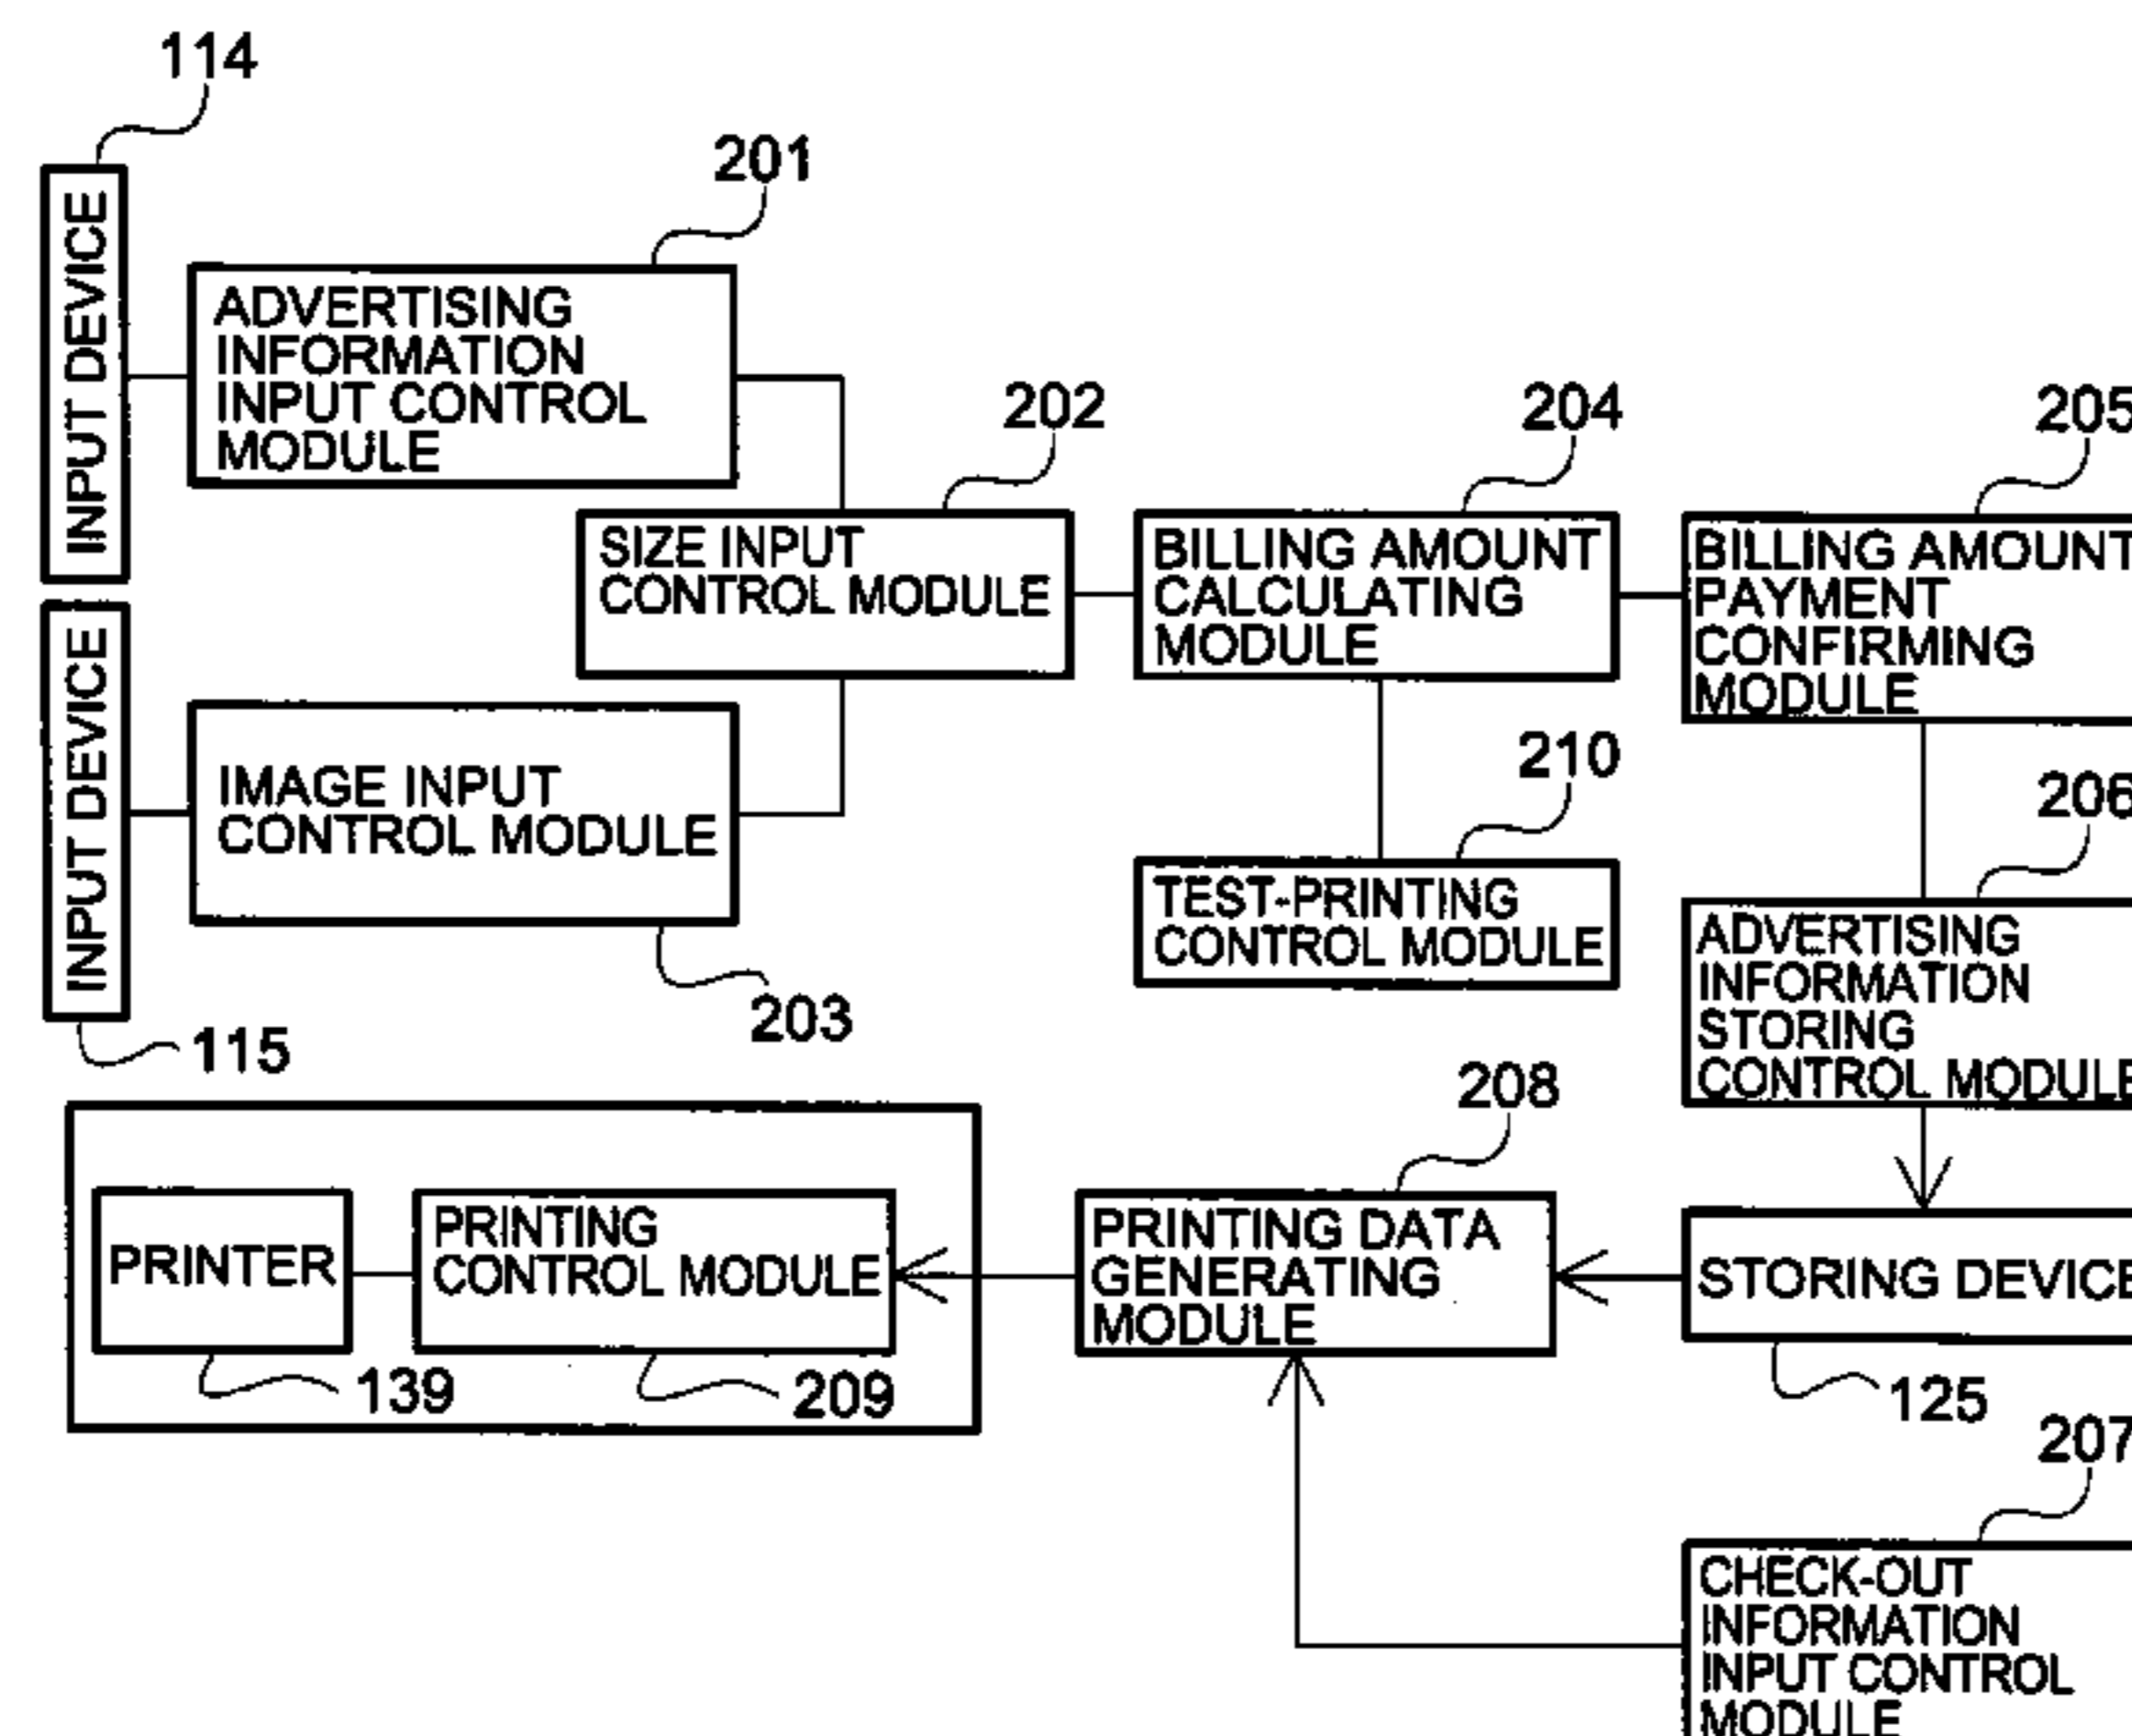 114
201
INPUT DEVICE
ADVERTISING
INFORMATION
INPUT CONTROL
MODULE
202
204
205
SIZE INPUT
CONTROL MODULE
BILLING AMOUNT
CALCULATING
MODULE
BILLING AMOUNT
PAYMENT
CONFIRMING
MODULE
INPUT DEVICE
IMAGE INPUT
CONTROL MODULE
210
206
TEST-PRINTING
CONTROL MODULE
ADVERTISING
INFORMATION
STORING
CONTROL MODULE
203
115
208
PRINTER
PRINTING
CONTROL MODULE
PRINTING DATA
GENERATING
MODULE
STORING DEVICE
139
209
125
207
CHECK-OUT
INFORMATION
INPUT CONTROL
MODULE